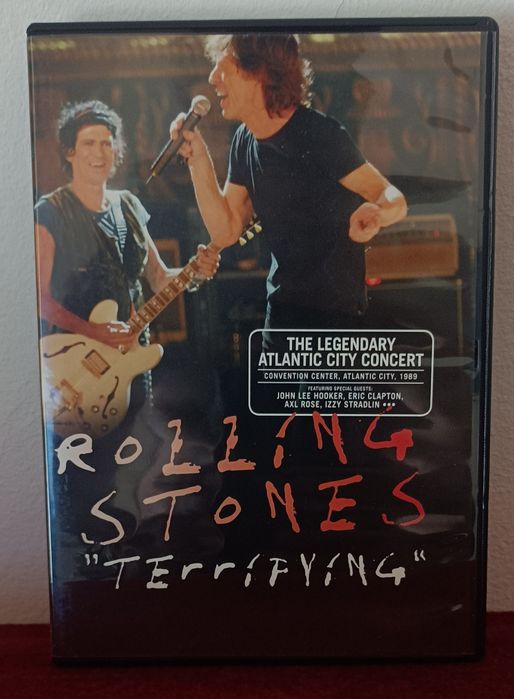 THE LEGENDARY
ATLANTIC CITY CONCERT
CONVENTION CENTER, ATLANTIC CITY, 1989
FEATURING SPECIAL GUESTS:
JOHN LEE HOOKER, ERIC CLAPTON,
AXL ROSE, IZZY STRADLIN •••
ROLLiNG
STONES
"TErriFYiNG"